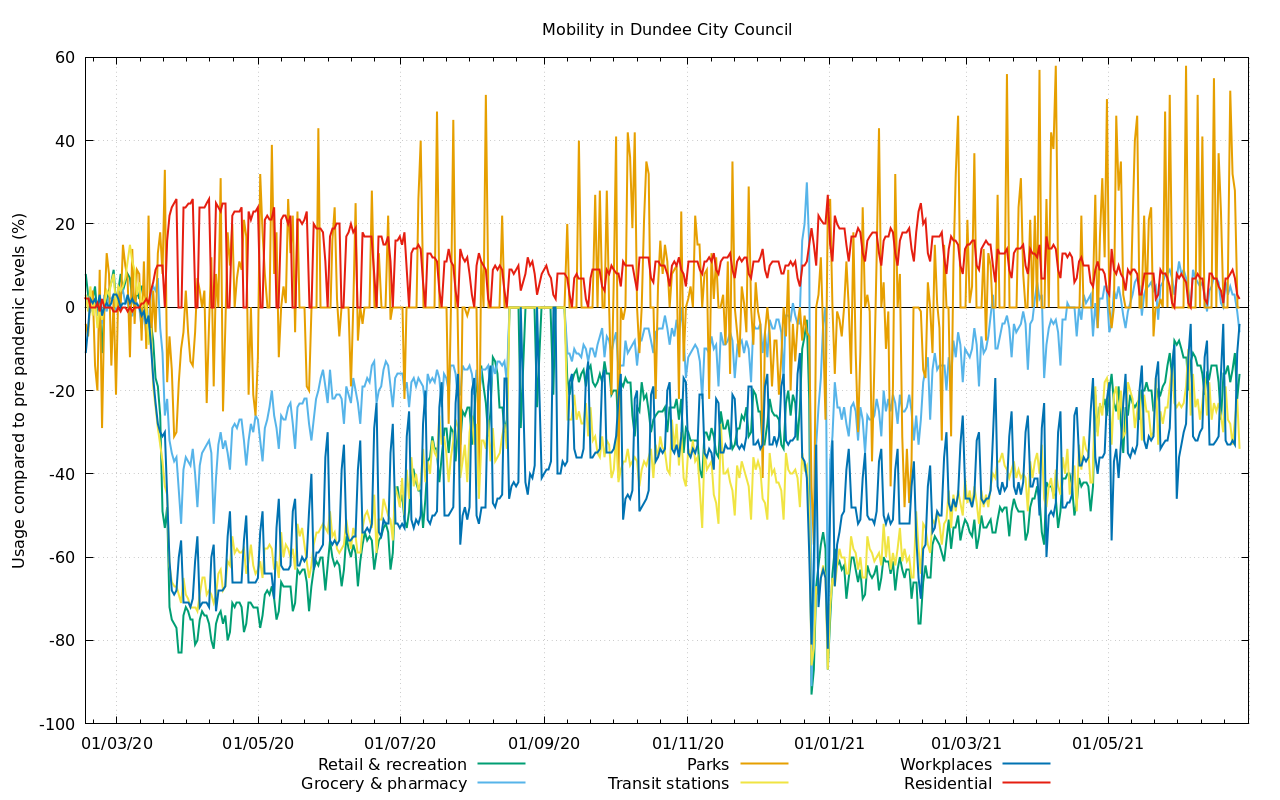 Mobility in Dundee City Council
Usage compared to pre pandemic levels (%)
60
40
20
0
-20
-40
-60
-80
-100
01/03/20 01/05/20 01/07/20 01/09/20 01/11/20 01/01/21 01/03/21 01/05/21
Retail & recreation Parks Workplaces
Grocery & pharmacy Transit stations Residential